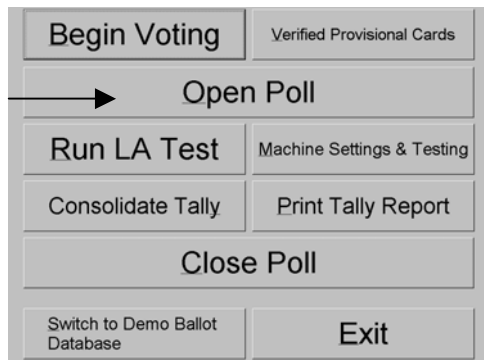 Begin Voting Verified Provisional Cards
Open Poll
Run LA Test Machine Settings & Testing
Consolidate Tally Print Tally Report
Close Poll
Switch to Demo Ballot
Database
Exit